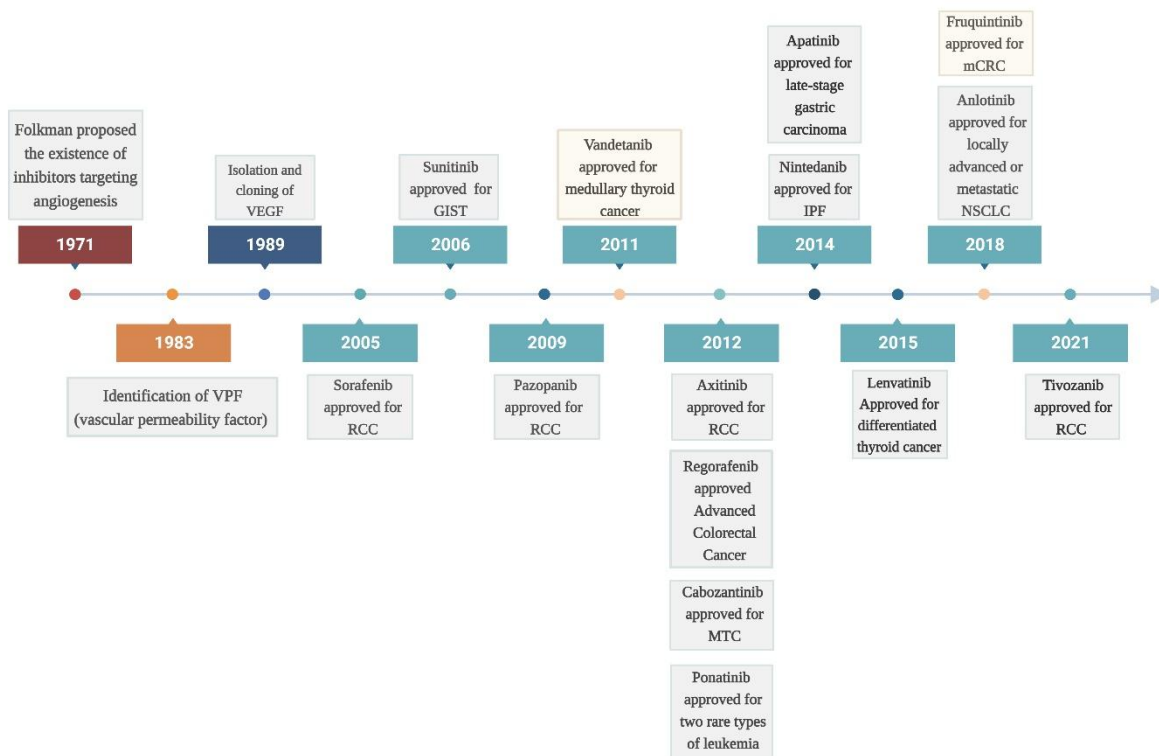 Folkman proposed
the existence of
inhibitors targeting
angiogenesis
1971
1983
Identification of VPF
(vascular permeability factor)
Isolation and
cloning of
VEGF
1989
2005
Sorafenib
approved for
RCC
Sunitinib
approved for
GIST
2006
2009
Pazopanib
approved for
RCC
Vandetanib
approved for
medullary thyroid
cancer
2011
2012
Axitinib
approved for
RCC
Regorafenib
approved
Advanced
Colorectal
Cancer
Cabozantinib
approved for
MTC
Ponatinib
approved for
two rare types
of leukemia
Apatinib
approved for
late-stage
gastric
carcinoma
Nintedanib
approved for
IPF
2014
2015
Lenvatinib
Approved for
differentiated
thyroid cancer
Fruquintinib
approved for
mCRC
Anlotinib
approved for
locally
advanced or
metastatic
NSCLC
2018
2021
Tivozanib
approved for
RCC